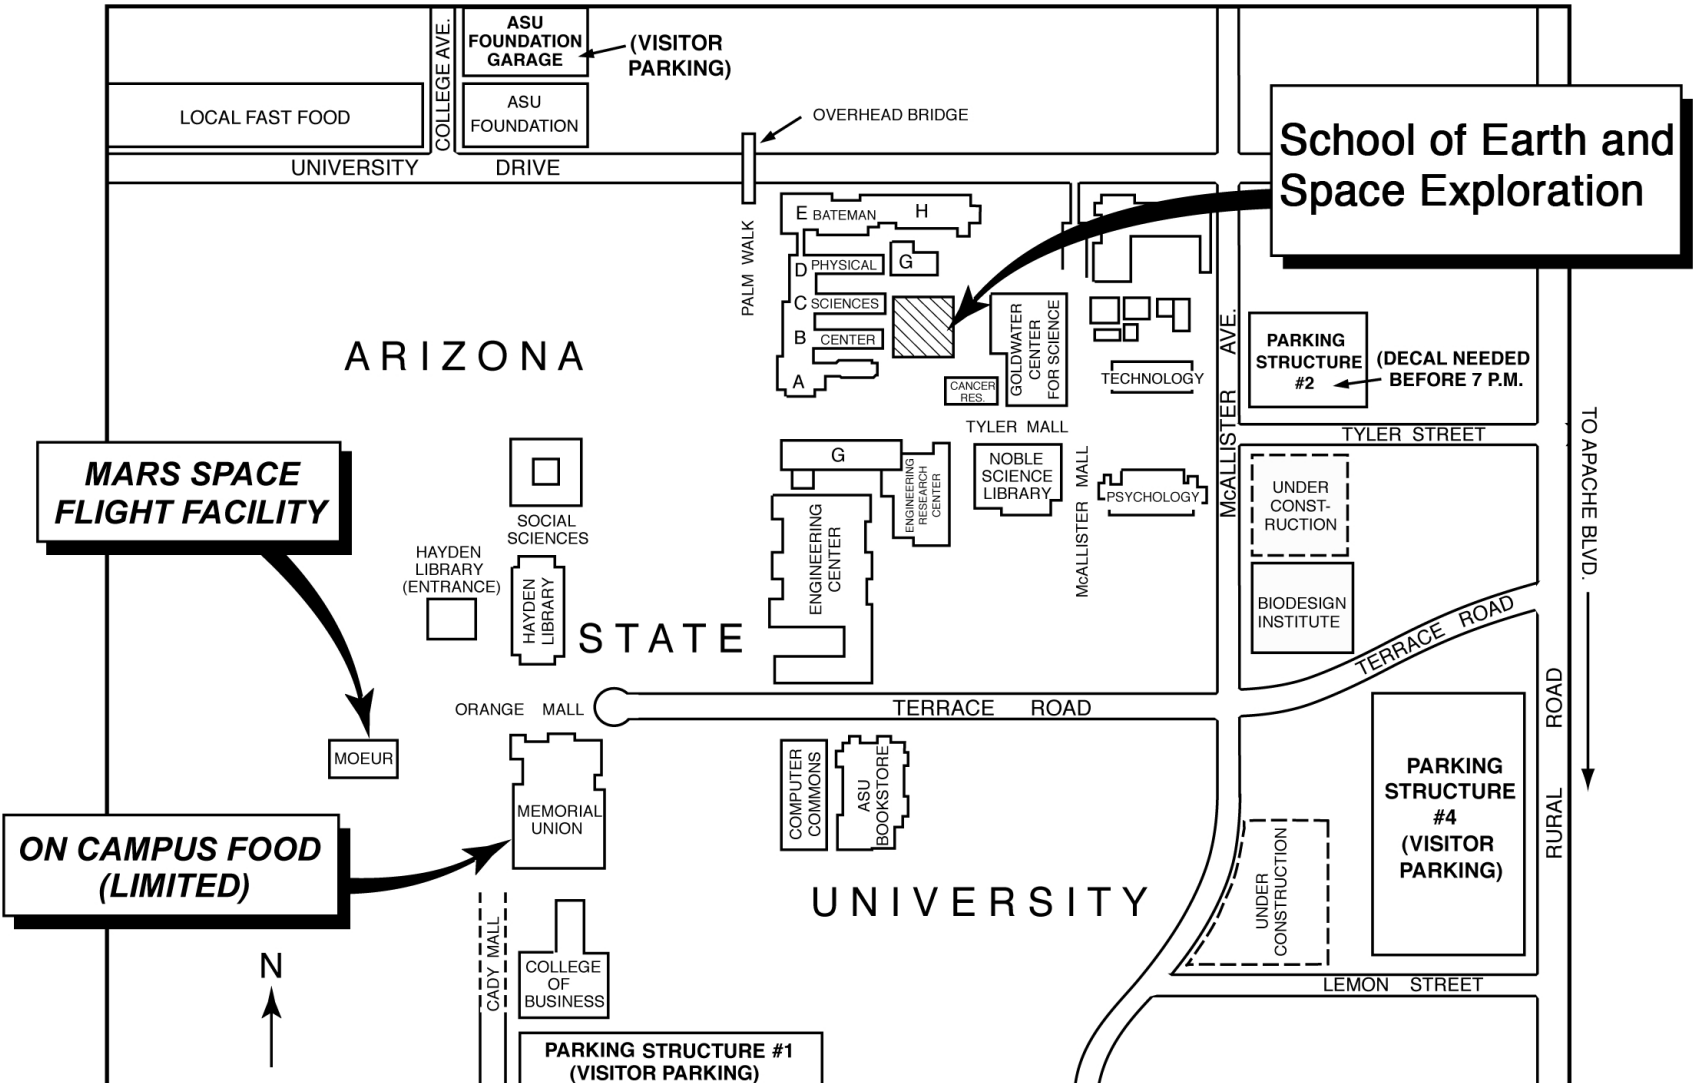 ASU
FOUNDATION
GARAGE
(VISITOR
PARKING)
COLLEGE AVE.
LOCAL FAST FOOD
ASU
FOUNDATION
OVERHEAD BRIDGE
UNIVERSITY DRIVE
School of Earth and
Space Exploration
PALM WALK
E BATEMAN H
D PHYSICAL
G
C SCIENCES
B CENTER
A
GOLDWATER
CENTER
FOR SCIENCE
CANCER
RES.
TECHNOLOGY
McALLISTER AVE.
PARKING
STRUCTURE
#2
(DECAL NEEDED
BEFORE 7 P.M.
ARIZONA
TYLER MALL
TYLER STREET
TO APACHE BLVD.
MARS SPACE
FLIGHT FACILITY
SOCIAL
SCIENCES
G
ENGINEERING
RESEARCH
CENTER
NOBLE
SCIENCE
LIBRARY
McALLISTER MALL
PSYCHOLOGY
UNDER
CONST-
RUCTION
HAYDEN
LIBRARY
(ENTRANCE)
HAYDEN
LIBRARY
ENGINEERING
CENTER
BIODESIGN
INSTITUTE
STATE
TERRACE ROAD
ORANGE MALL
TERRACE ROAD
RURAL ROAD
MOEUR
MEMORIAL
UNION
COMPUTER
COMMONS
ASU
BOOKSTORE
PARKING
STRUCTURE
#4
(VISITOR
PARKING)
ON CAMPUS FOOD
(LIMITED)
UNIVERSITY
UNDER
CONSTRUCTION
N
CADY MALL
COLLEGE
OF
BUSINESS
LEMON STREET
PARKING STRUCTURE #1
(VISITOR PARKING)